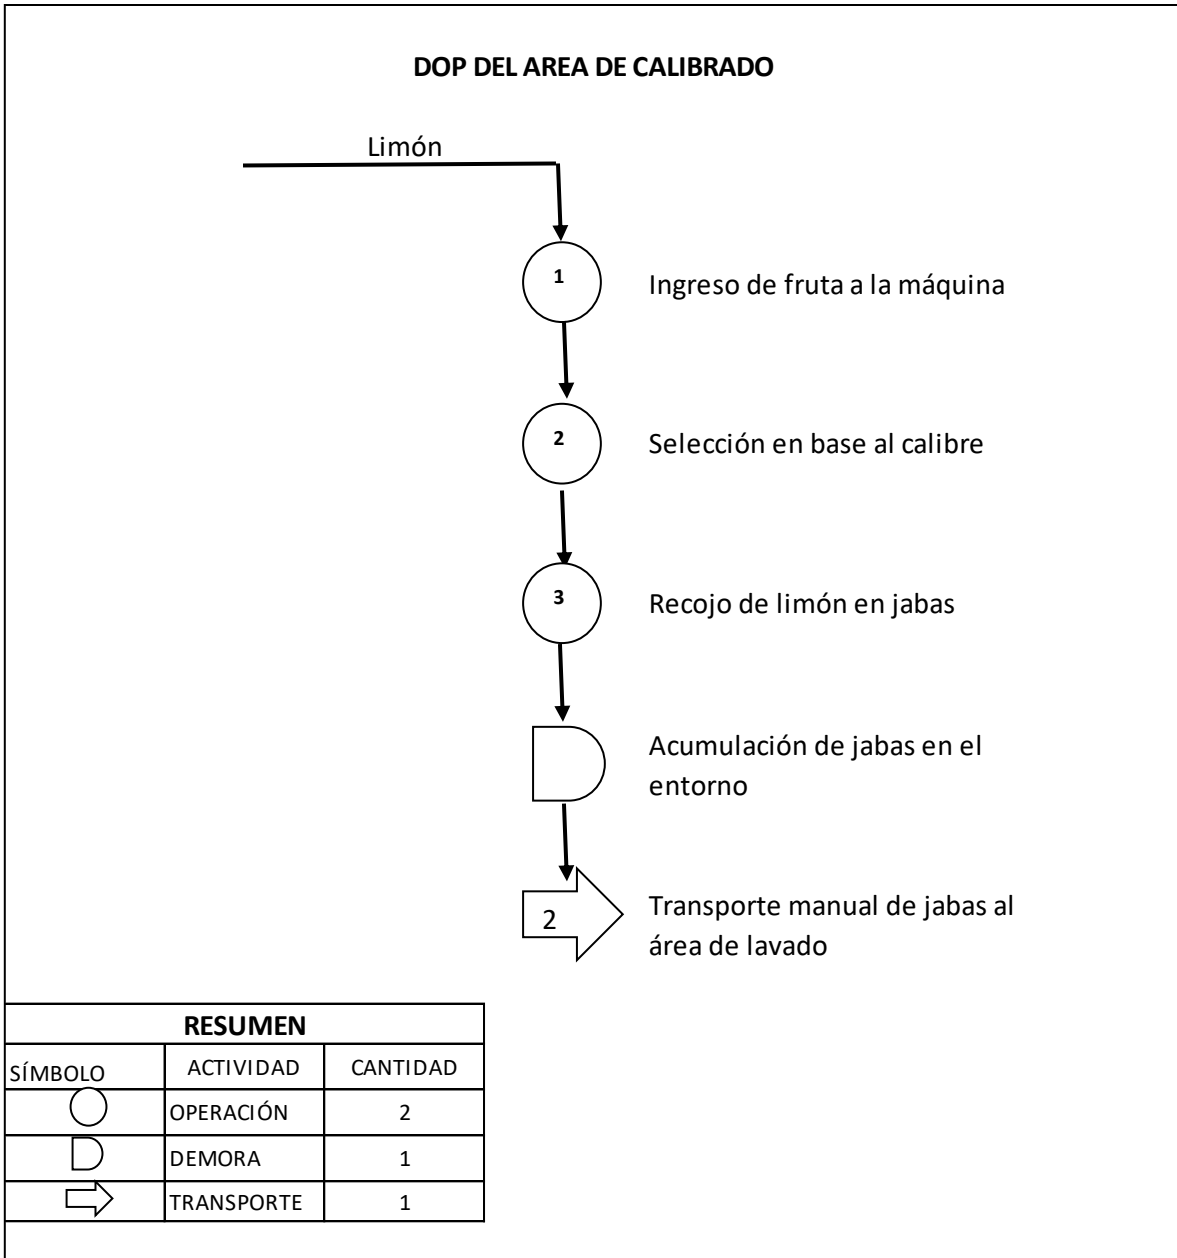 DOP DEL AREA DE CALIBRADO
Limón
1
Ingreso de fruta a la máquina
2
Selección en base al calibre
3
Recojo de limón en jabas
Acumulación de jabas en el
entorno
2
Transporte manual de jabas al
área de lavado
RESUMEN
SÍMBOLO ACTIVIDAD CANTIDAD
OPERACIÓN 2
DEMORA 1
TRANSPORTE 1